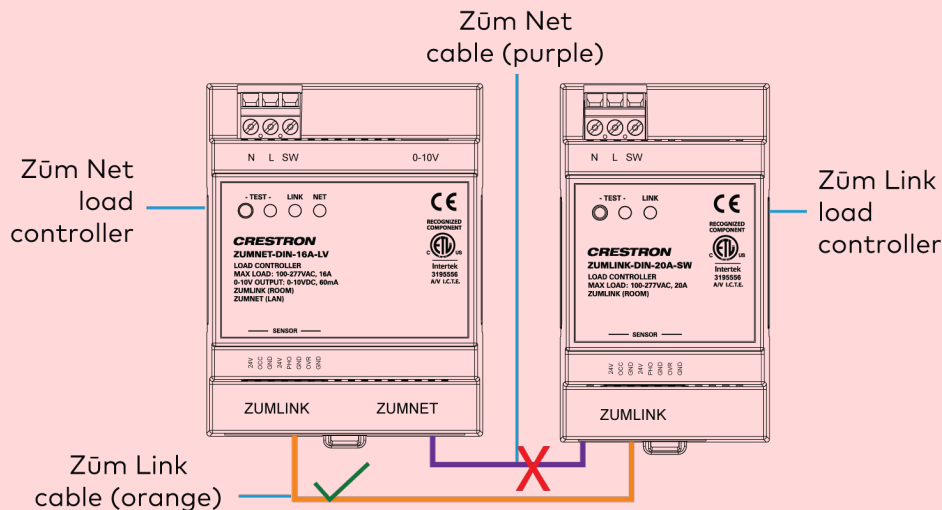 Zūm Net
cable (purple)
Zūm Net
load
controller
N L SW 0-10V
- TEST - LINK NET
CE
RECOGNIZED
COMPONENT
C ETL US
Intertek
3195556
A/V I.C.T.E.
CRESTRON
ZUMNET-DIN-16A-LV
LOAD CONTROLLER
MAX LOAD: 100-277VAC, 16A
0-10V OUTPUT: 0-10VDC, 60mA
ZUMLINK (ROOM)
ZUMNET (LAN)
SENSOR
24V OCC GND 24V PHO GND OVR GND
ZUMLINK ZUMNET
N L SW
- TEST - LINK
CE
RECOGNIZED
COMPONENT
C ETL US
Intertek
3195556
A/V I.C.T.E.
CRESTRON
ZUMLINK-DIN-20A-SW
LOAD CONTROLLER
MAX LOAD: 100-277VAC, 20A
ZUMLINK (ROOM)
SENSOR
24V OCC GND 24V PHO GND OVR GND
ZUMLINK
Zūm Link
load
controller
Zūm Link
cable (orange)
X